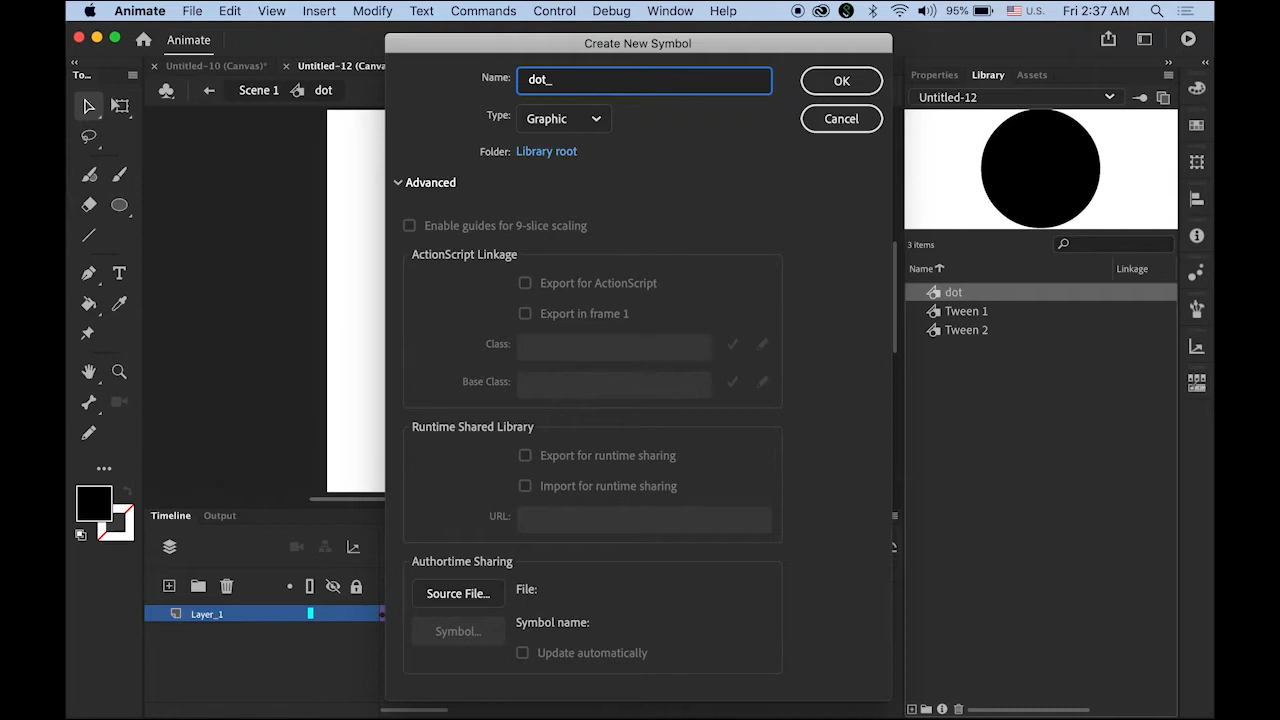 Animate File Edit View Insert Modify Text Commands Control Debug Window Help 95% U.S. Fri 2:37 AM
Animate
Create New Symbol
To...
Untitled-10 (Canvas)*
Untitled-12 (Canva
Scene 1 dot
Name: dot_
OK
Type: Graphic
Cancel
Folder: Library root
Advanced
Enable guides for 9-slice scaling
ActionScript Linkage
Export for ActionScript
Export in frame 1
Class:
Base Class:
Runtime Shared Library
Export for runtime sharing
Import for runtime sharing
URL:
Authortime Sharing
Source File... File:
Symbol... Symbol name:
Update automatically
Properties Library Assets
Untitled-12
3 items
Name Linkage
dot
Tween 1
Tween 2
Timeline Output
Layer_1